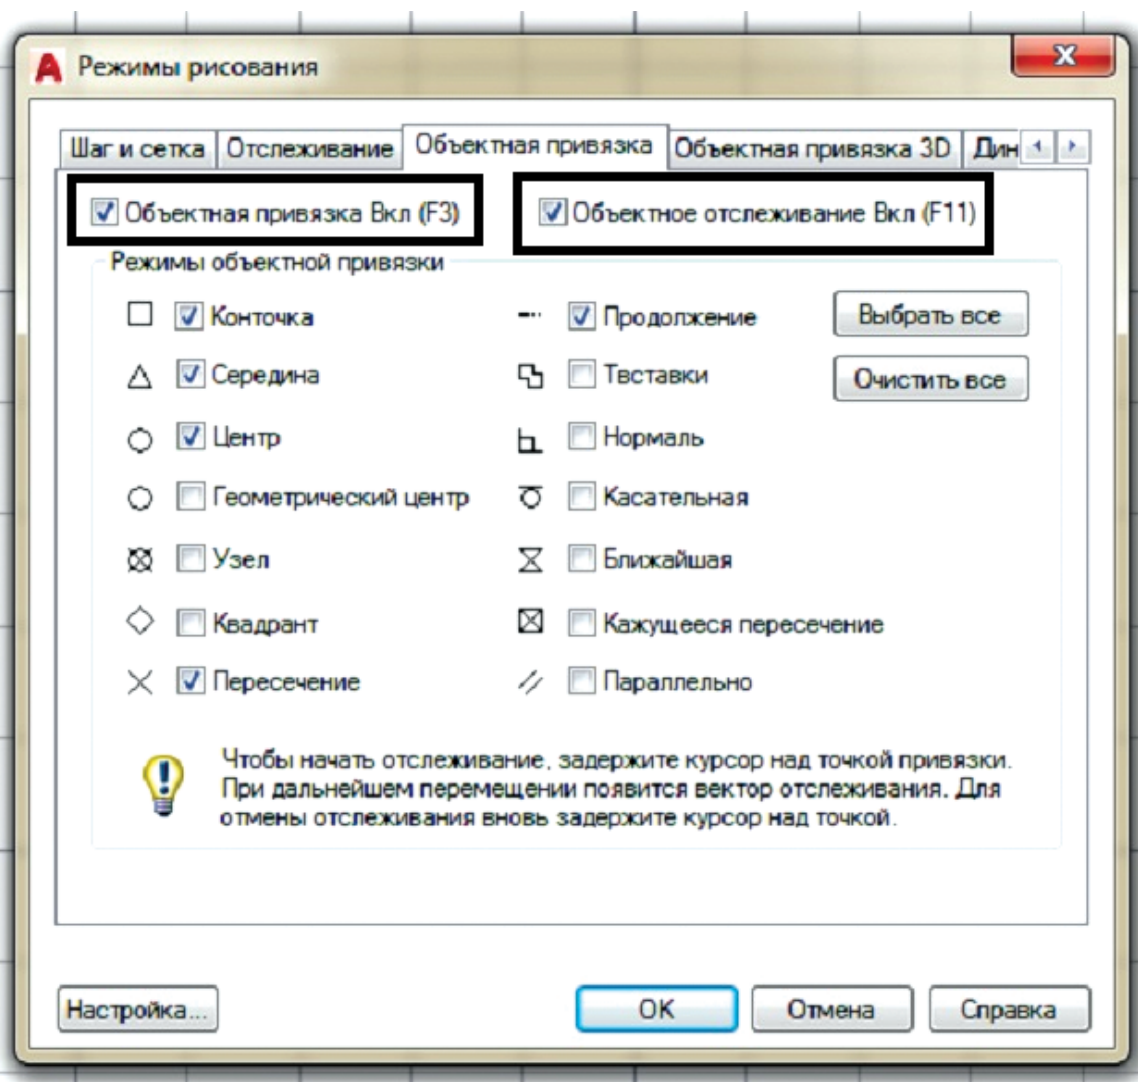 Режимы рисования
Шаг и сетка Отслеживание Объектная привязка Объектная привязка 3D Дин
Объектная привязка Вкл (F3) Объектное отслеживание Вкл (F11)
Режимы объектной привязки
Конточка Продолжение Выбрать все
Середина Твставки Очистить все
Центр Нормаль
Геометрический центр Касательная
Узел Ближайшая
Квадрант Кажущееся пересечение
Пересечение Параллельно
Чтобы начать отслеживание, задержите курсор над точкой привязки.
При дальнейшем перемещении появится вектор отслеживания. Для
отмены отслеживания вновь задержите курсор над точкой.
Настройка... OK Отмена Справка